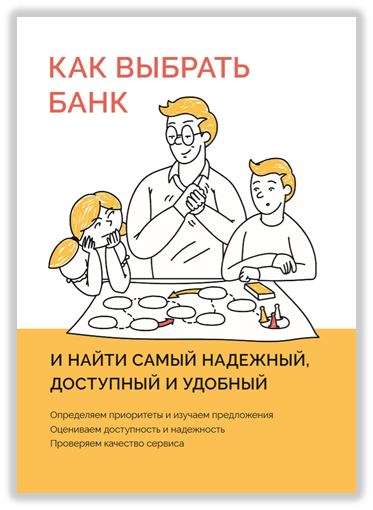 КАК ВЫБРАТЬ
БАНК
И НАЙТИ САМЫЙ НАДЕЖНЫЙ,
ДОСТУПНЫЙ И УДОБНЫЙ
Определяем приоритеты и изучаем предложения
Оцениваем доступность и надежность
Проверяем качество сервиса